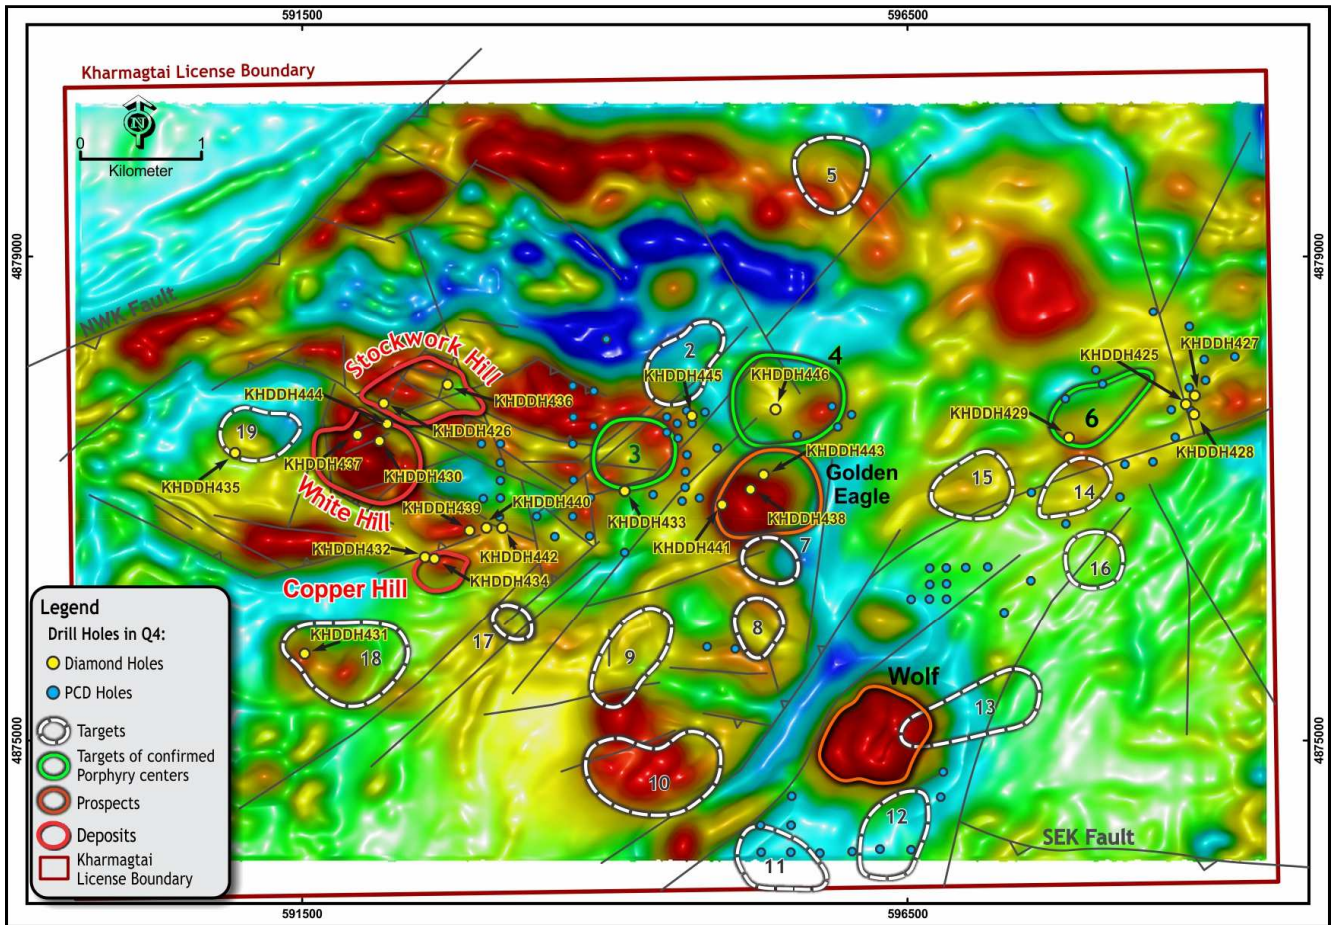 591500
596500
Kharmagtai License Boundary
N
0 1
Kilometer
5
4879000
4879000
NWK Fault
Stockwork Hill
2
4
KHDDH425
KHDDH427
KHDDH445
KHDDH446
KHDDH444
KHDDH436
KHDDH429
6
19
KHDDH426
3
KHDDH443
KHDDH428
KHDDH437
KHDDH430
Golden
Eagle
15
14
KHDDH435
White Hill
KHDDH439
KHDDH440
KHDDH433
KHDDH438
KHDDH432
KHDDH442
KHDDH441
7
16
KHDDH434
Copper Hill
Legend
Drill Holes in Q4:
Diamond Holes
PCD Holes
Targets
Targets of confirmed
Porphyry centers
Prospects
Deposits
Kharmagtai
License Boundary
KHDDH431
18
17
9
8
Wolf
13
4875000
4875000
10
12
SEK Fault
11
591500
596500